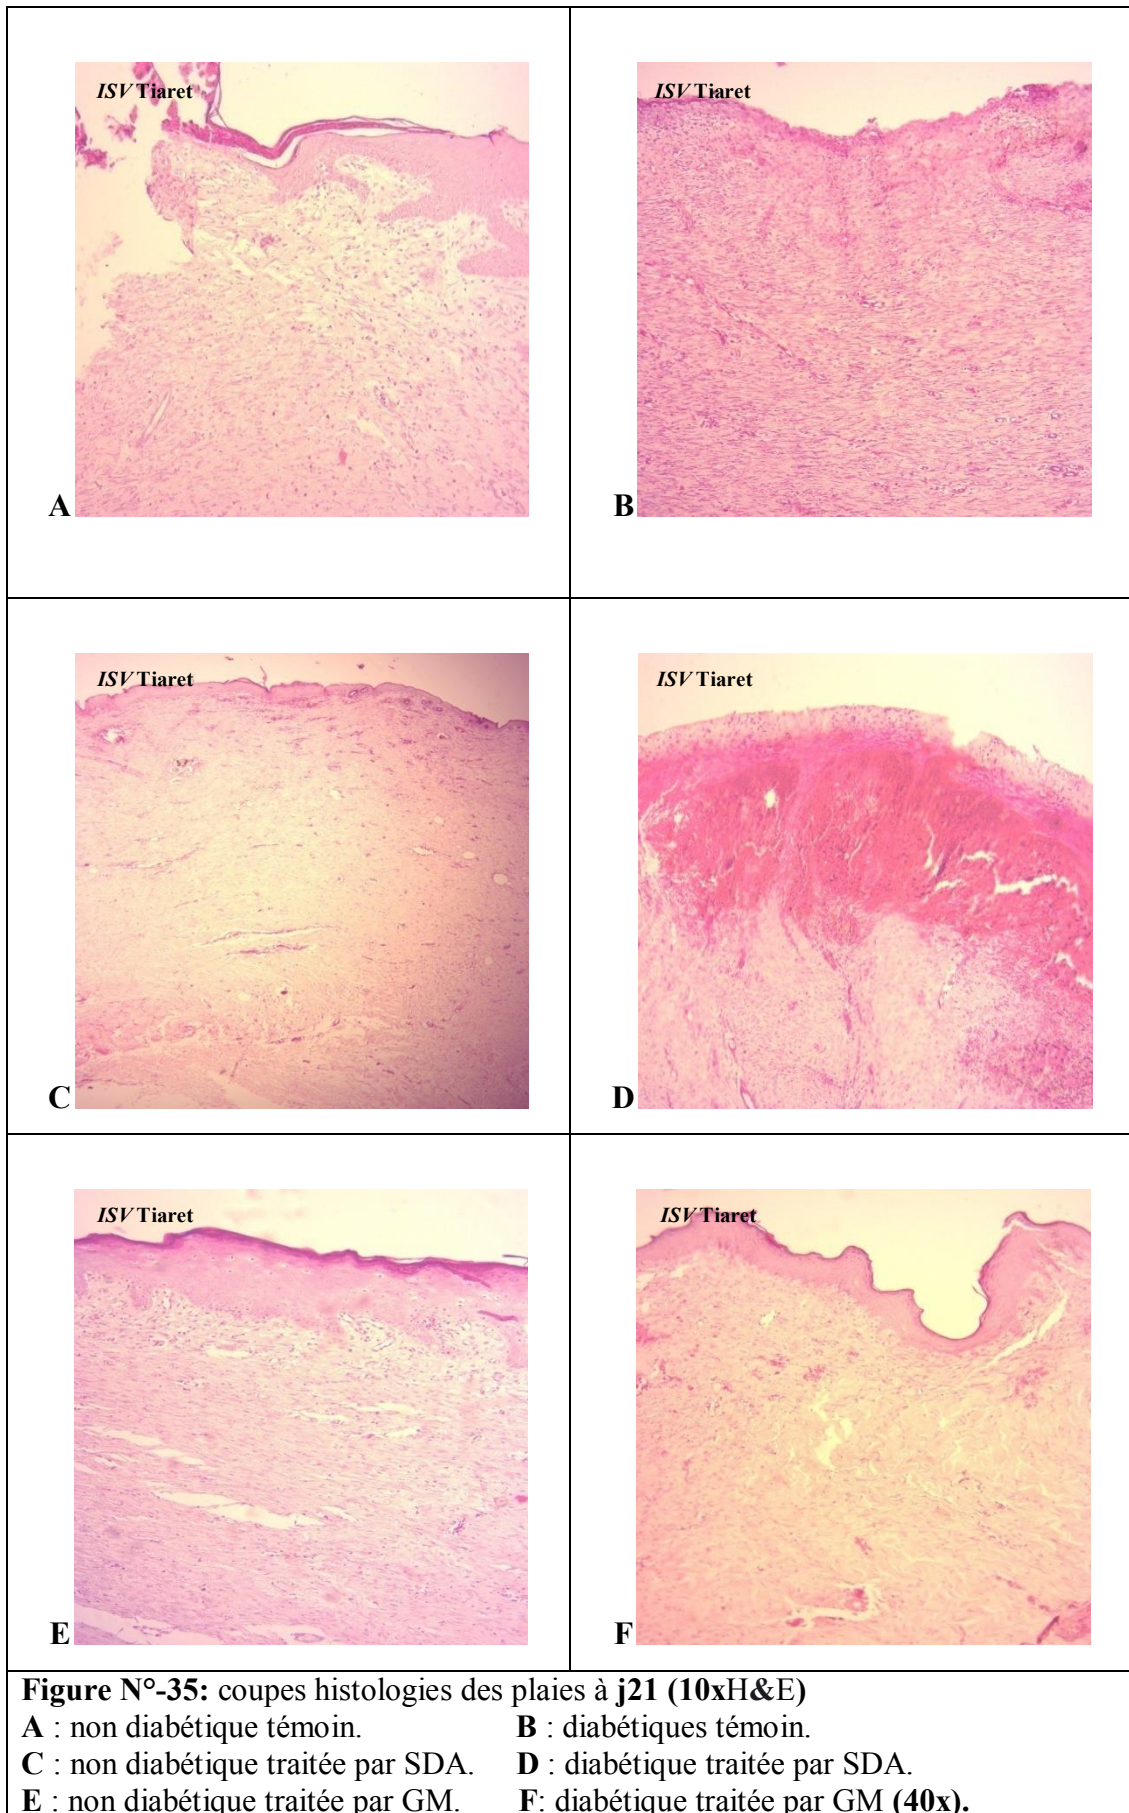 ISV Tiaret
A
ISV Tiaret
B
ISV Tiaret
C
ISV Tiaret
D
ISV Tiaret
E
ISV Tiaret
F
Figure N°-35: coupes histologies des plaies à j21 (10xH&E)
A : non diabétique témoin. B : diabétiques témoin.
C : non diabétique traitée par SDA. D : diabétique traitée par SDA.
E : non diabétique traitée par GM. F: diabétique traitée par GM (40x).